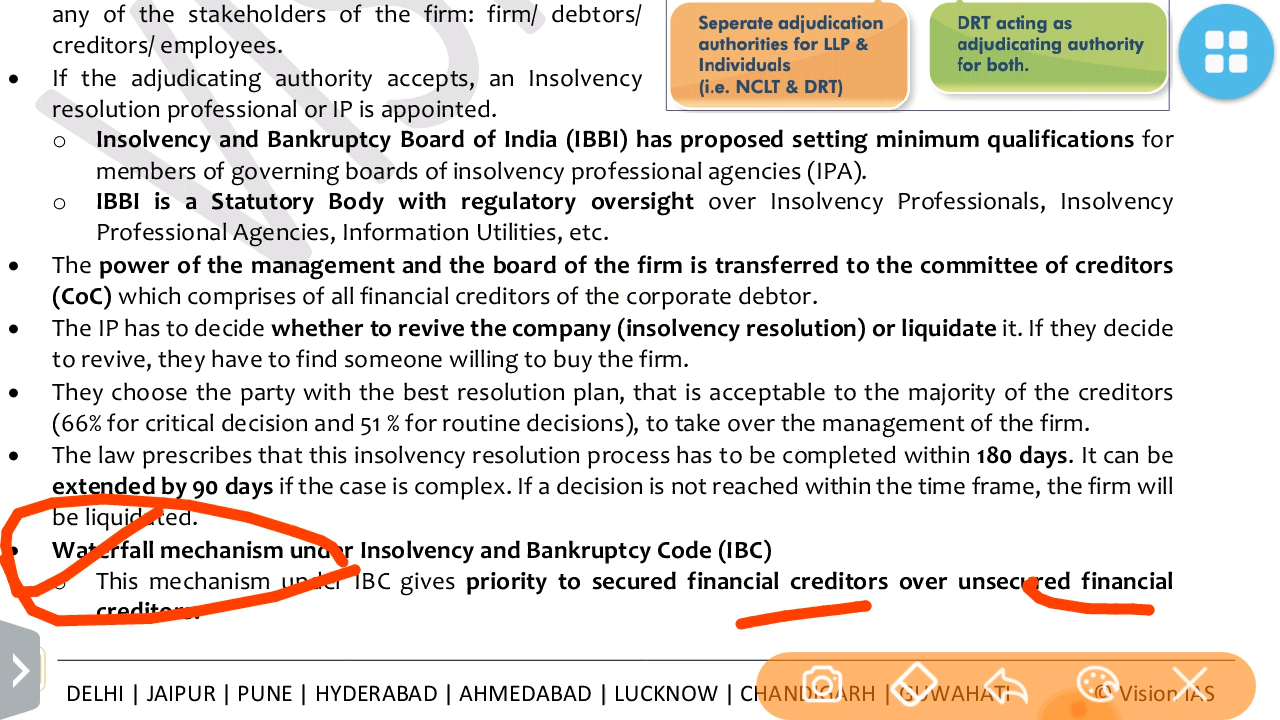 any of the stakeholders of the firm: firm/ debtors/
creditors/ employees.
• If the adjudicating authority accepts, an Insolvency
resolution professional or IP is appointed.
Seperate adjudication
authorities for LLP &
Individuals
(i.e. NCLT & DRT)
DRT acting as
adjudicating authority
for both.
o Insolvency and Bankruptcy Board of India (IBBI) has proposed setting minimum qualifications for
members of governing boards of insolvency professional agencies (IPA).
o IBBI is a Statutory Body with regulatory oversight over Insolvency Professionals, Insolvency
Professional Agencies, Information Utilities, etc.
• The power of the management and the board of the firm is transferred to the committee of creditors
(CoC) which comprises of all financial creditors of the corporate debtor.
• The IP has to decide whether to revive the company (insolvency resolution) or liquidate it. If they decide
to revive, they have to find someone willing to buy the firm.
• They choose the party with the best resolution plan, that is acceptable to the majority of the creditors
(66% for critical decision and 51 % for routine decisions), to take over the management of the firm.
• The law prescribes that this insolvency resolution process has to be completed within 180 days. It can be
extended by 90 days if the case is complex. If a decision is not reached within the time frame, the firm will
be liquidated.
• Waterfall mechanism under Insolvency and Bankruptcy Code (IBC)
o This mechanism under IBC gives priority to secured financial creditors over unsecured financial
creditors.
DELHI | JAIPUR | PUNE | HYDERABAD | AHMEDABAD | LUCKNOW | CHANDIGARH | GUWAHATI © Vision IAS